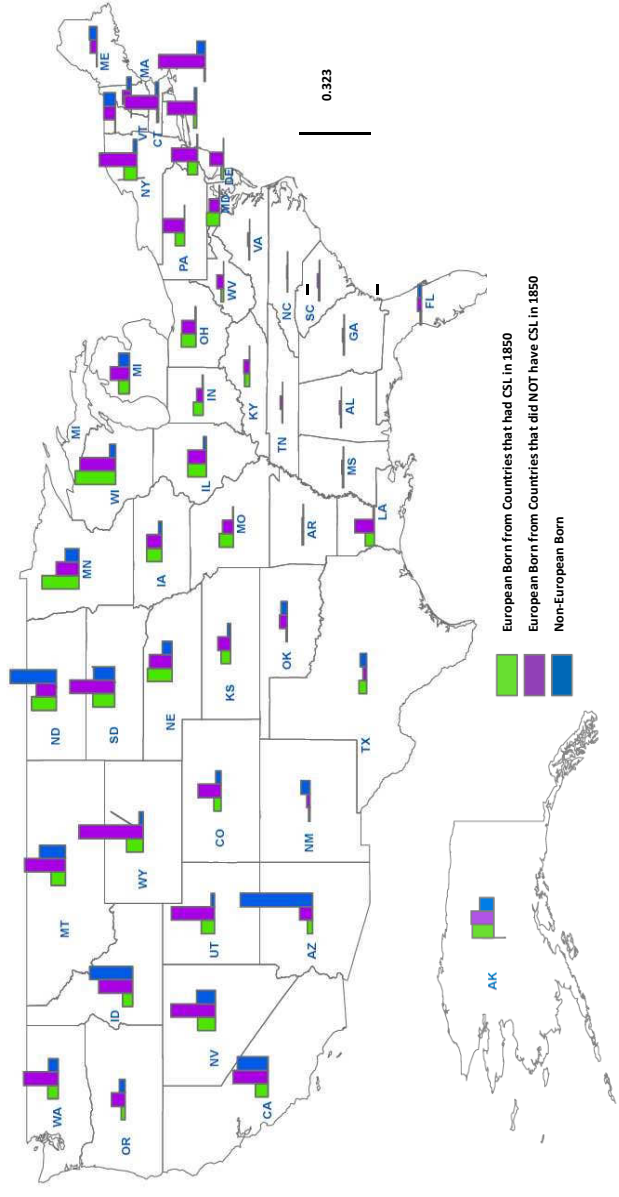 WA
OR
CA
NV
ID
MT
WY
UT
AZ
CO
NM
ND
SD
NE
KS
OK
TX
MN
IA
MO
AR
LA
WI
IL
MI
MI
IN
OH
KY
TN
MS
AL
GA
FL
SC
NC
VA
WV
MD
DE
PA
NY
VT
CT
MA
ME
AK
0.323
European Born from Countries that had CSL in 1850
European Born from Countries that did NOT have CSL in 1850
Non-European Born